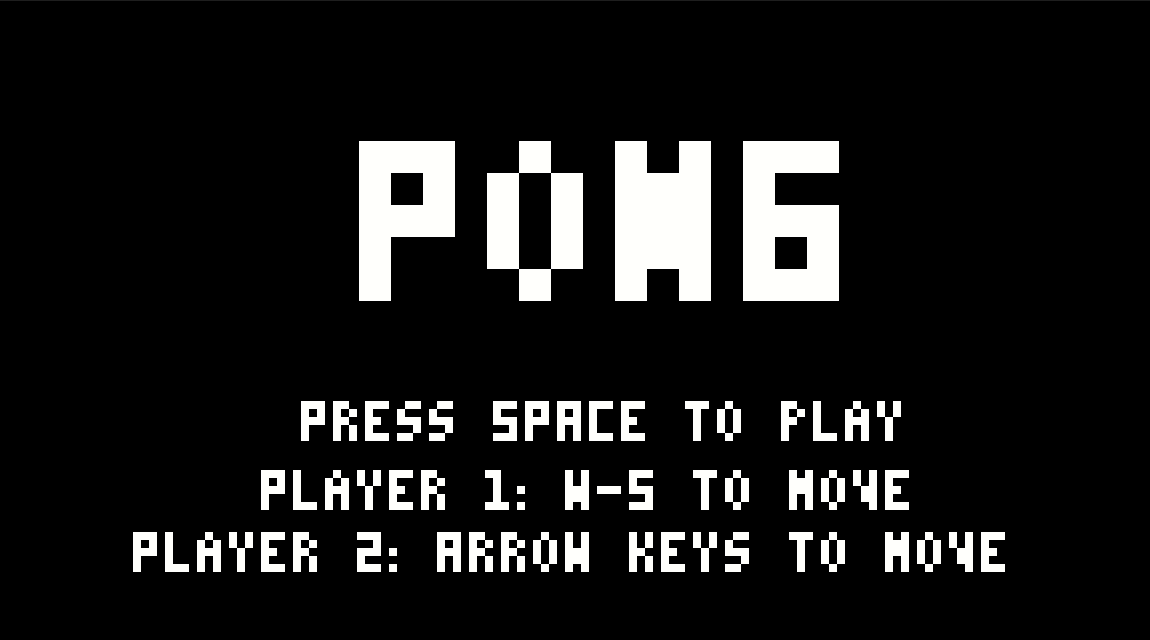 PONG
PRESS SPACE TO PLAY
PLAYER 1: W-S TO MOVE
PLAYER 2: ARROW KEYS TO MOVE